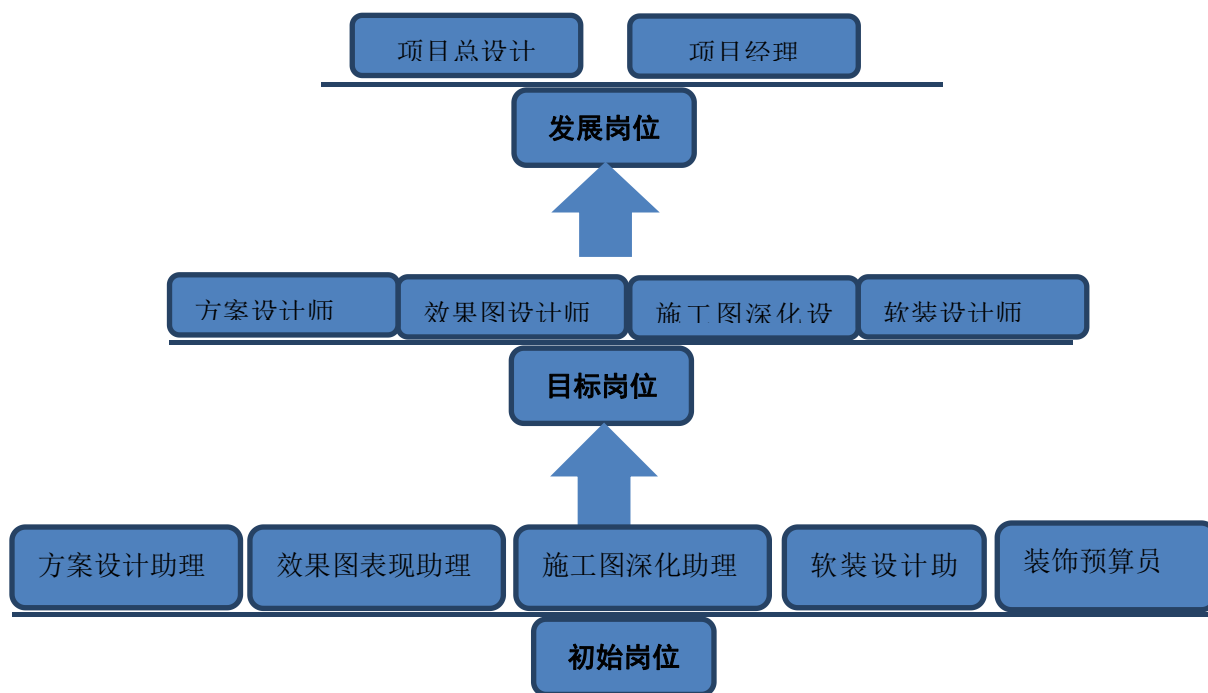 项目总设计
项目经理
发展岗位
方案设计师
效果图设计师
施工图深化设
软装设计师
目标岗位
方案设计助理
效果图表现助理
施工图深化助理
软装设计助
装饰预算员
初始岗位